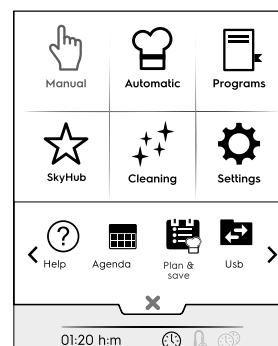 Manual
Automatic
Programs
SkyHub
Cleaning
Settings
?
Help
Agenda
Plan &
save
Usb
01:20 h:m